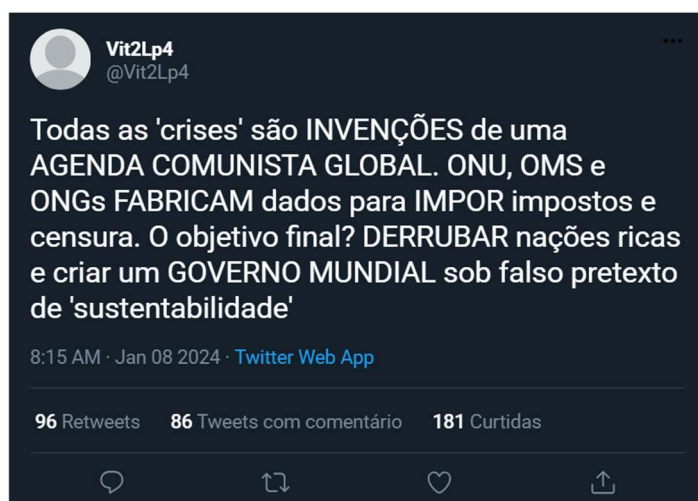 Vit2Lp4
@Vit2Lp4
Todas as 'crises' são INVENÇÕES de uma
AGENDA COMUNISTA GLOBAL. ONU, OMS e
ONGs FABRICAM dados para IMPOR impostos e
censura. O objetivo final? DERRUBAR nações ricas
e criar um GOVERNO MUNDIAL sob falso pretexto
de 'sustentabilidade'
8:15 AM · Jan 08 2024 · Twitter Web App
96 Retweets 86 Tweets com comentário 181 Curtidas